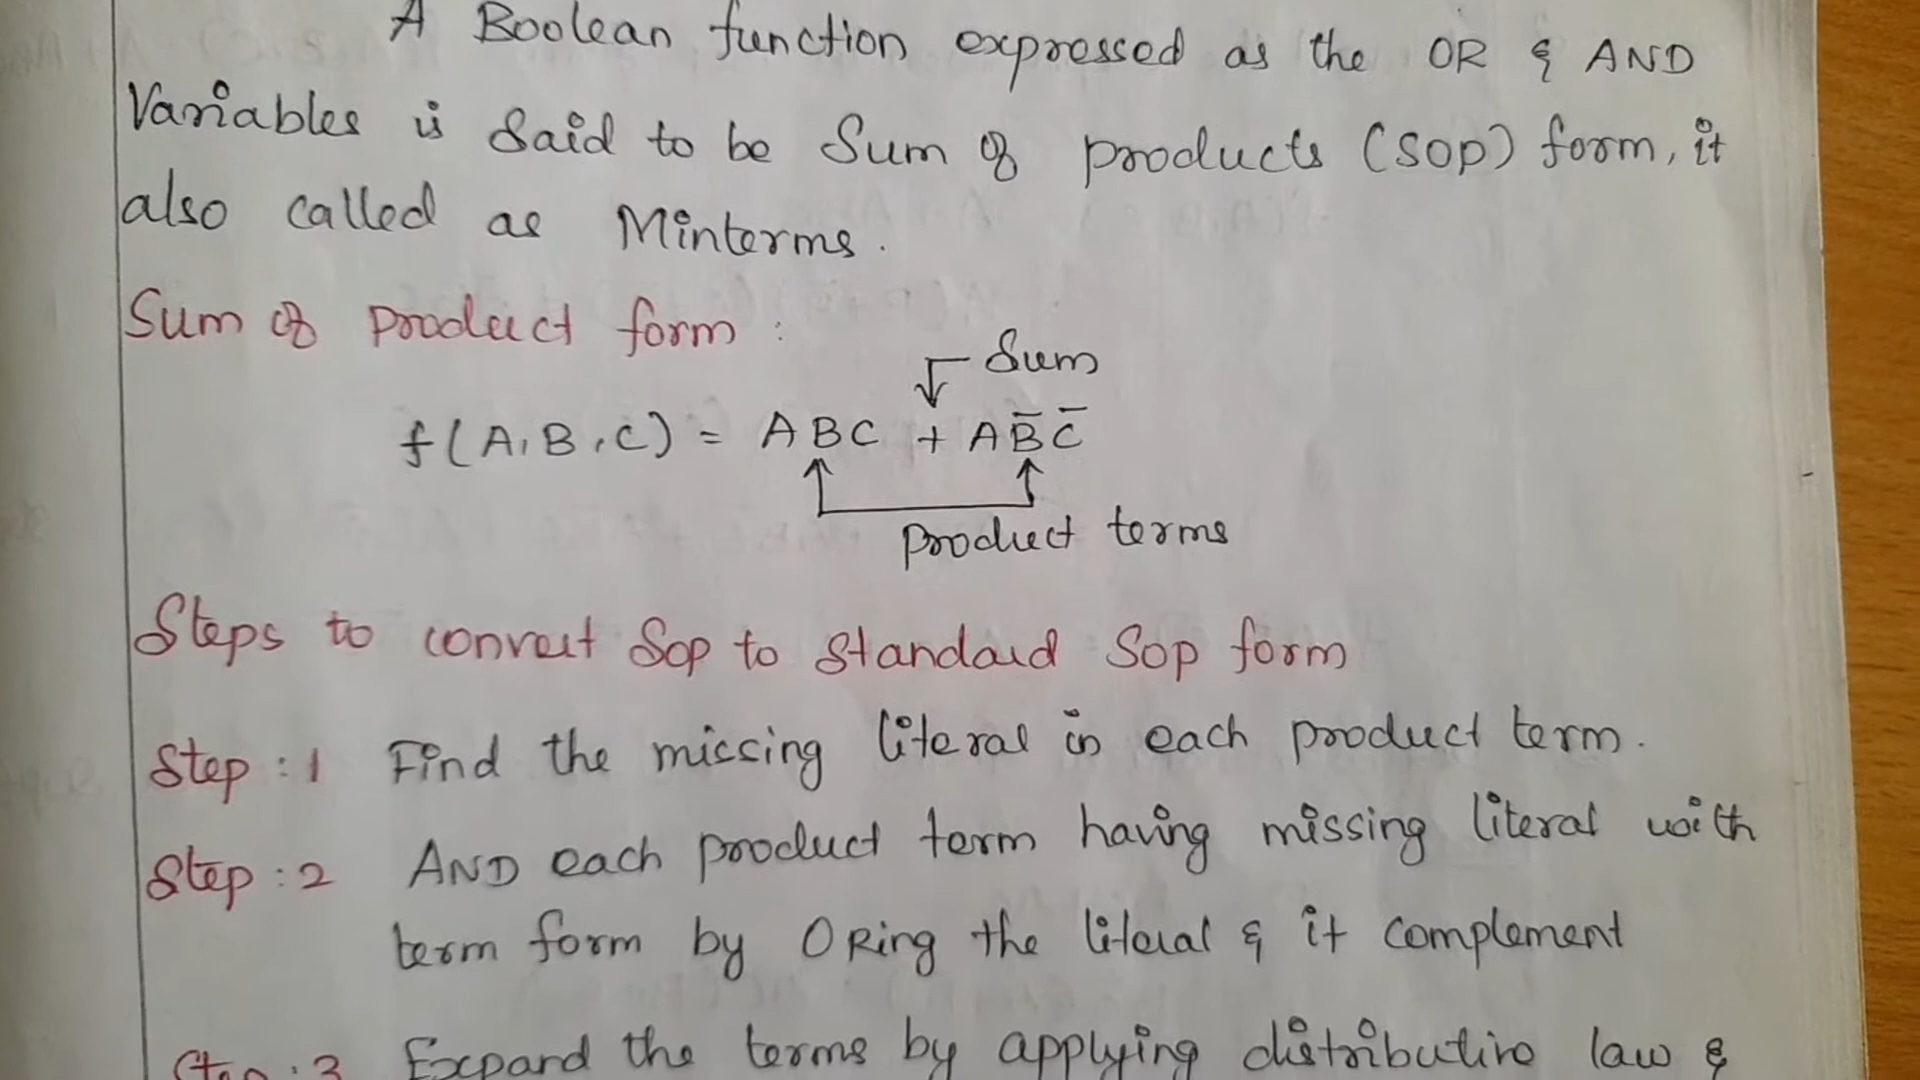 A Boolean function expressed as the OR & AND
Variables is said to be Sum of products (SOP) form, it
also called as Minterms.
Sum of product form :
Sum
f(A,B,C) = ABC + AB̅C̅
product terms
Steps to convert Sop to Standard Sop form
Step : 1 Find the missing literal in each product term.
Step : 2 AND each product term having missing literal with
term form by ORing the literal & it complement
Step : 3 Expand the terms by applying distributive law &